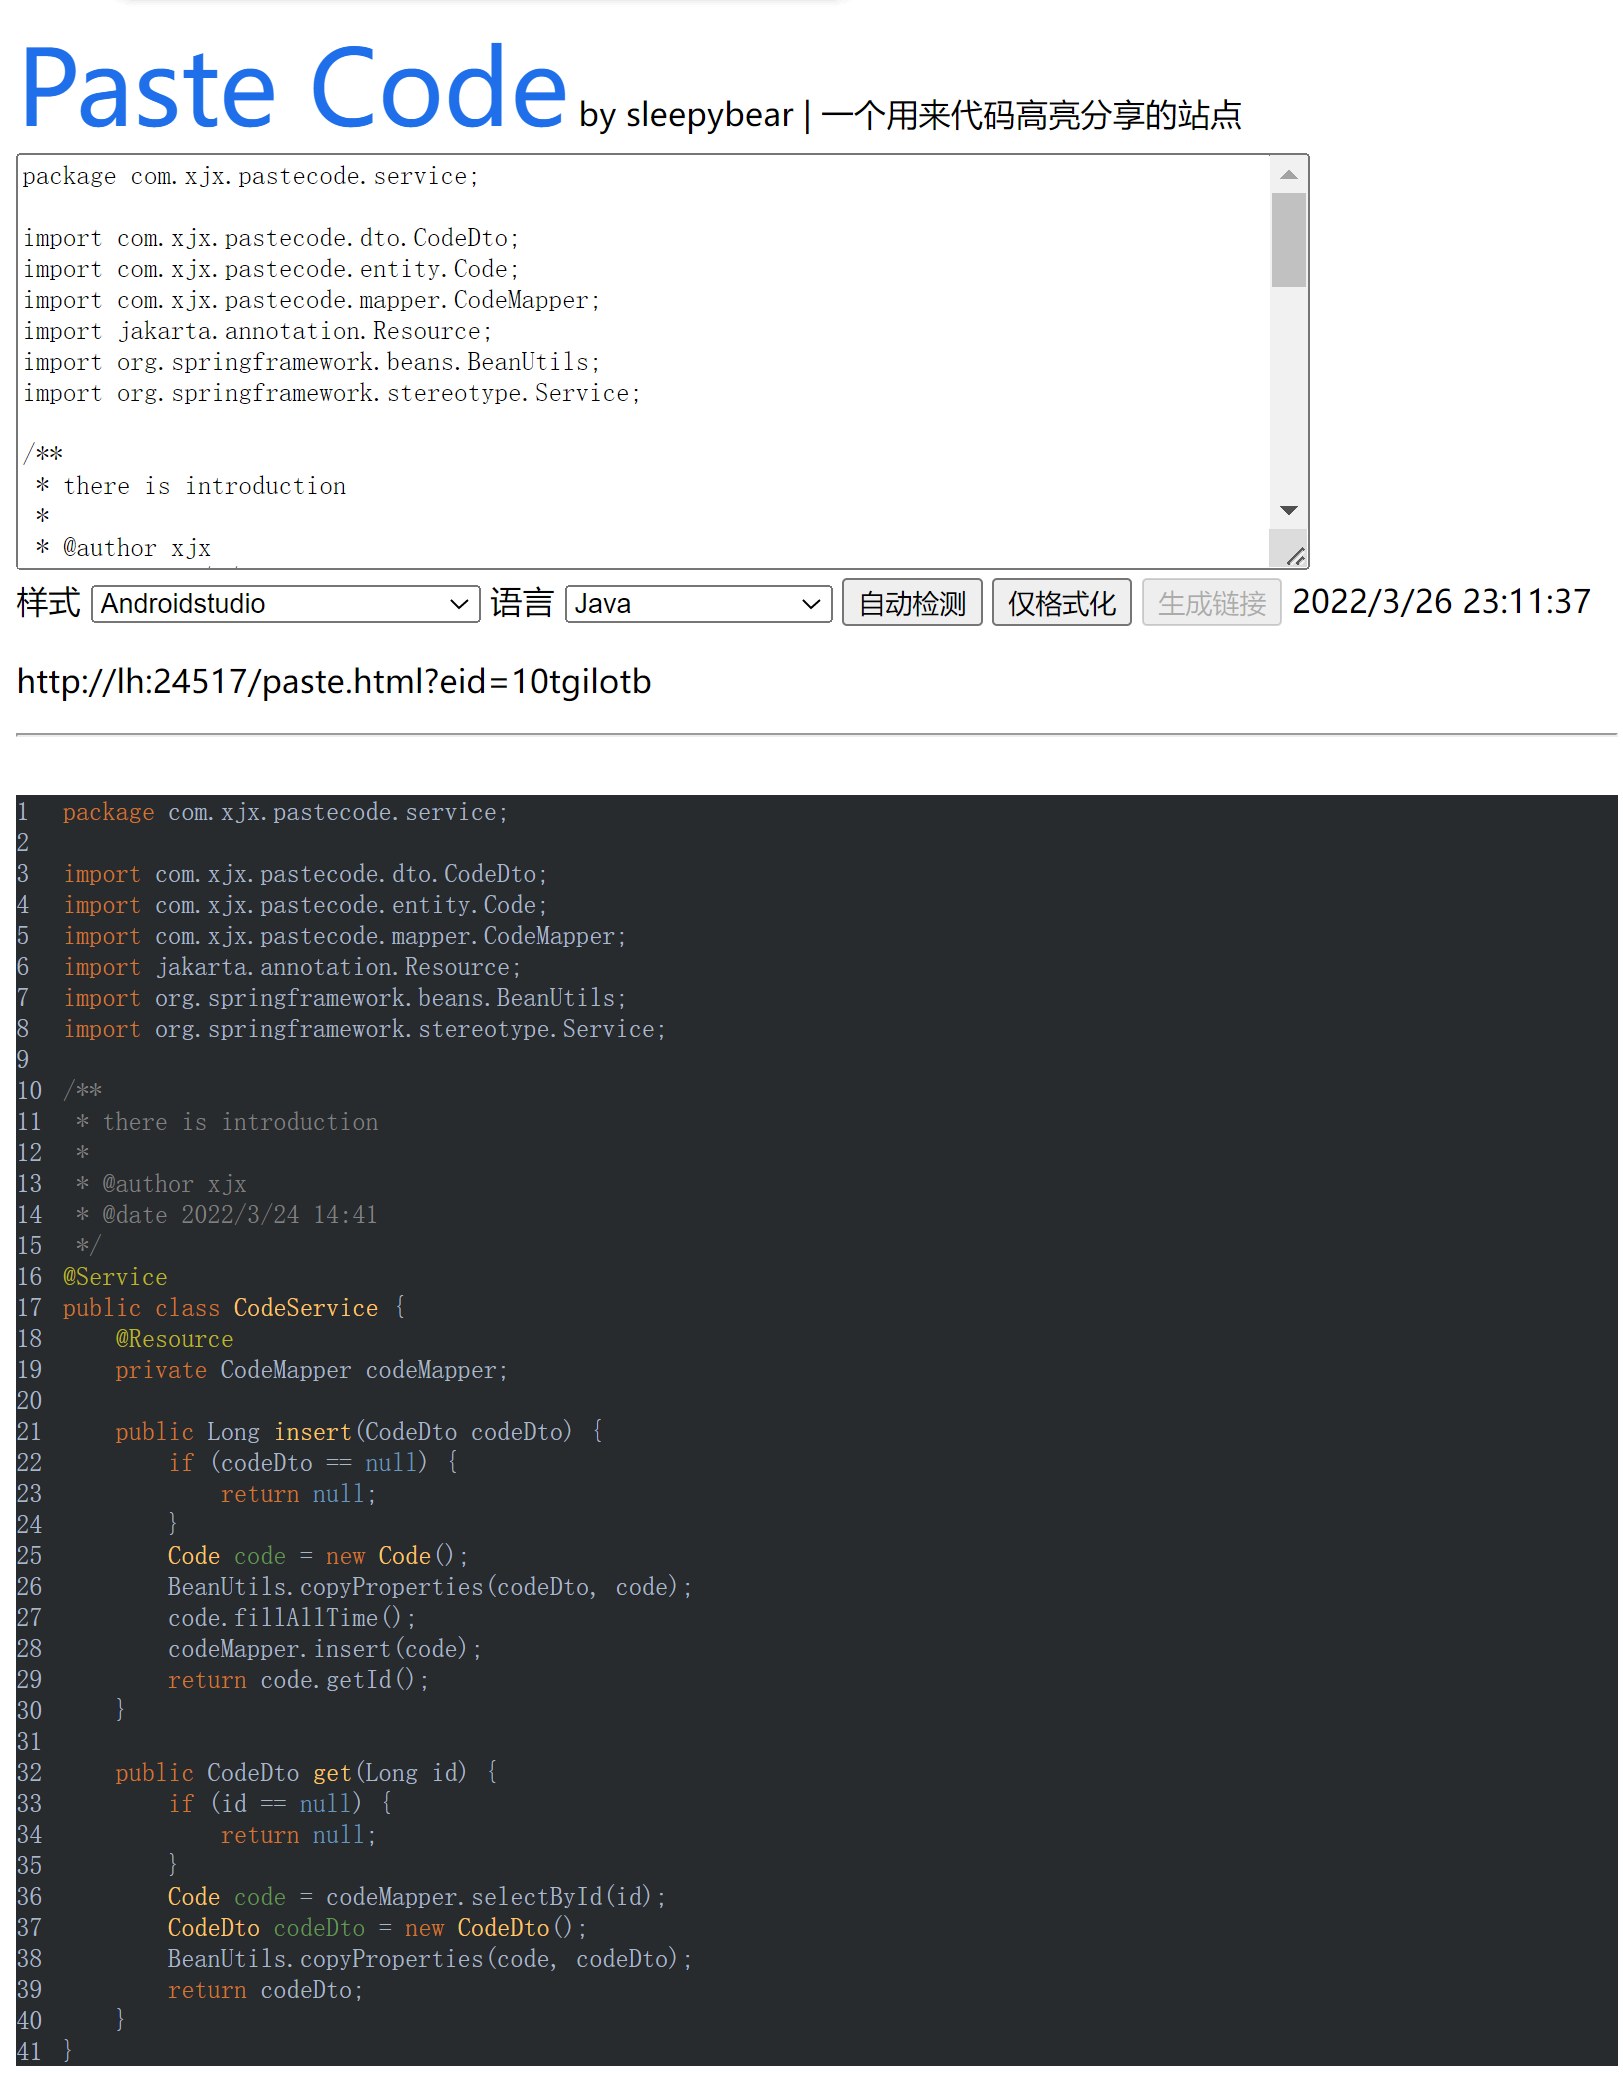 Paste Code by sleepybear | 一个用来代码高亮分享的站点
package com.xjx.pastecode.service;
import com.xjx.pastecode.dto.CodeDto;
import com.xjx.pastecode.entity.Code;
import com.xjx.pastecode.mapper.CodeMapper;
import jakarta.annotation.Resource;
import org.springframework.beans.BeanUtils;
import org.springframework.stereotype.Service;
/**
 * there is introduction
 *
 * @author xjx
样式 Androidstudio 语言 Java 自动检测 仅格式化 生成链接 2022/3/26 23:11:37
http://lh:24517/paste.html?eid=10tgilotb
1 package com.xjx.pastecode.service;
2
3 import com.xjx.pastecode.dto.CodeDto;
4 import com.xjx.pastecode.entity.Code;
5 import com.xjx.pastecode.mapper.CodeMapper;
6 import jakarta.annotation.Resource;
7 import org.springframework.beans.BeanUtils;
8 import org.springframework.stereotype.Service;
9
10 /**
11  * there is introduction
12  *
13  * @author xjx
14  * @date 2022/3/24 14:41
15  */
16 @Service
17 public class CodeService {
18     @Resource
19     private CodeMapper codeMapper;
20
21     public Long insert(CodeDto codeDto) {
22         if (codeDto == null) {
23             return null;
24         }
25         Code code = new Code();
26         BeanUtils.copyProperties(codeDto, code);
27         code.fillAllTime();
28         codeMapper.insert(code);
29         return code.getId();
30     }
31
32     public CodeDto get(Long id) {
33         if (id == null) {
34             return null;
35         }
36         Code code = codeMapper.selectById(id);
37         CodeDto codeDto = new CodeDto();
38         BeanUtils.copyProperties(code, codeDto);
39         return codeDto;
40     }
41 }